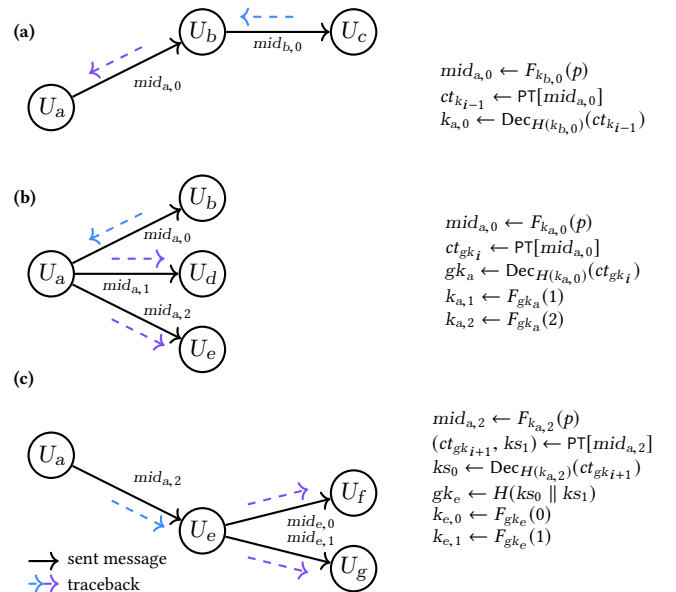 (a)
U_b
U_c
mid_{b,0}
mid_{a,0}
U_a
mid_{a,0} ← F_{k_{b,0}}(p)
ct_{k_{i−1}} ← PT[mid_{a,0}]
k_{a,0} ← Dec_{H(k_{b,0})}(ct_{k_{i−1}})
(b)
U_b
mid_{a,0}
U_a
U_d
mid_{a,1}
mid_{a,2}
U_e
mid_{a,0} ← F_{k_{a,0}}(p)
ct_{gk_i} ← PT[mid_{a,0}]
gk_a ← Dec_{H(k_{a,0})}(ct_{gk_i})
k_{a,1} ← F_{gk_a}(1)
k_{a,2} ← F_{gk_a}(2)
(c)
U_a
mid_{a,2}
U_f
U_e
mid_{e,0}
mid_{e,1}
U_g
mid_{a,2} ← F_{k_{a,2}}(p)
(ct_{gk_{i+1}}, ks_1) ← PT[mid_{a,2}]
ks_0 ← Dec_{H(k_{a,2})}(ct_{gk_{i+1}})
gk_e ← H(ks_0 ∥ ks_1)
k_{e,0} ← F_{gk_e}(0)
k_{e,1} ← F_{gk_e}(1)
sent message
traceback